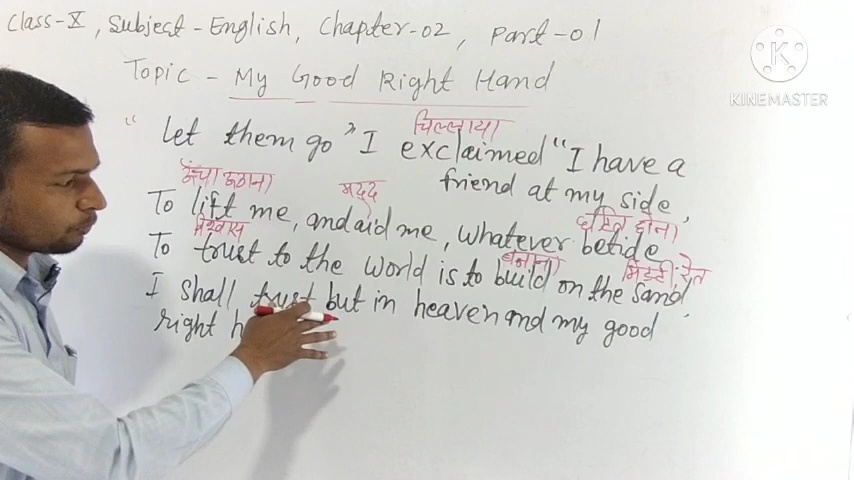 Class-X, Subject-English, Chapter-02, Part-01
Topic - My Good Right Hand
K
KINEMASTER
चिल्लाया
"Let them go" I exclaimed "I have a
friend at my side,
ऊँचा उठाना मदद
To lift me, and aid me, whatever betide
विश्वास घटित होना
To trust to the world is to build on the sand,
बनाना मिट्टी, रेत
I shall trust but in heaven and my good
right h